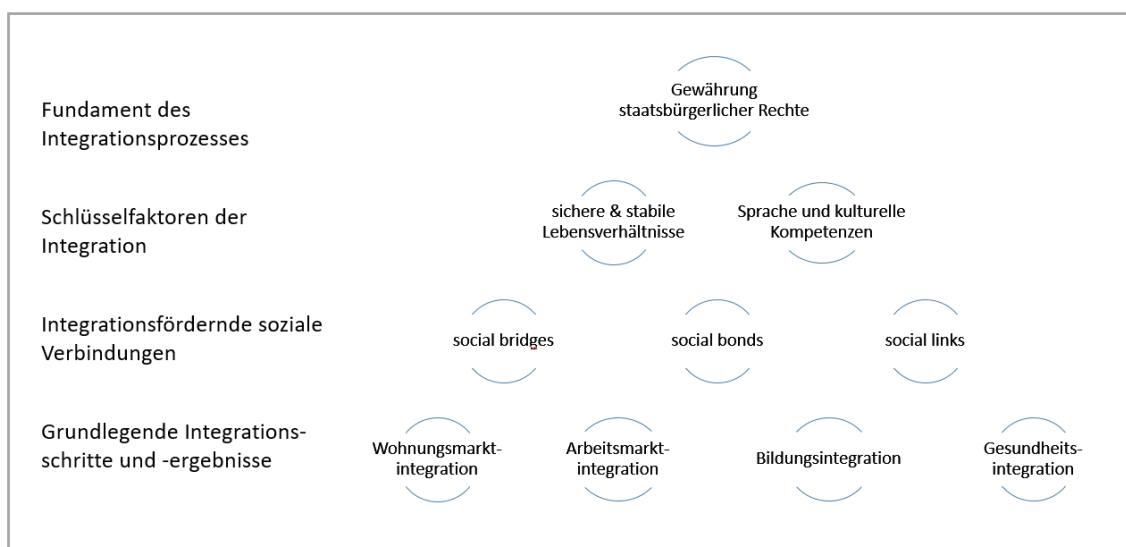 Fundament des
Integrationsprozesses
Gewährung
staatsbürgerlicher Rechte
Schlüsselfaktoren der
Integration
sichere & stabile
Lebensverhältnisse
Sprache und kulturelle
Kompetenzen
Integrationsfördernde soziale
Verbindungen
social bridges
social bonds
social links
Grundlegende Integrations-
schritte und -ergebnisse
Wohnungsmarkt-
integration
Arbeitsmarkt-
integration
Bildungsintegration
Gesundheits-
integration